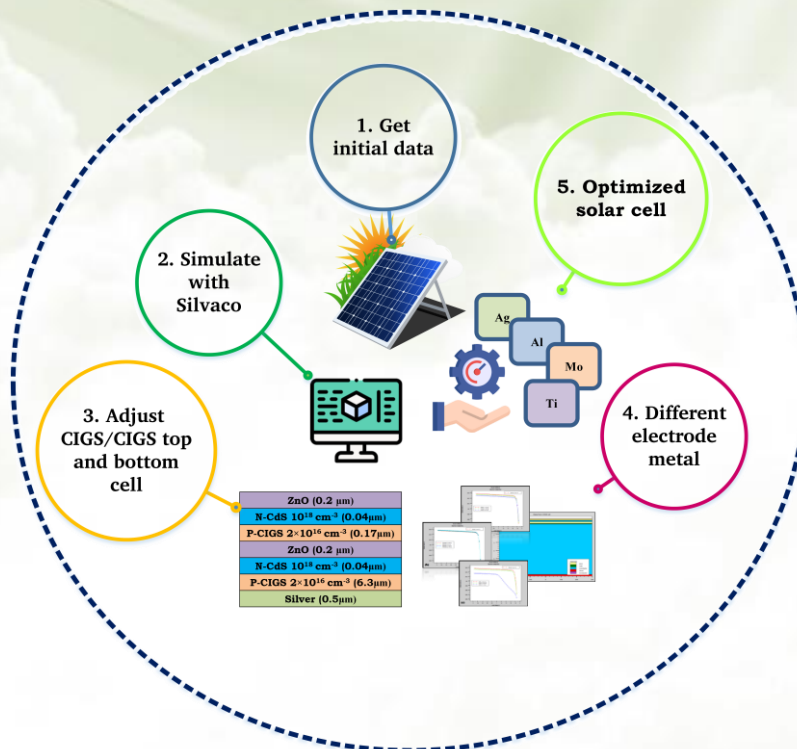 1. Get
initial data
2. Simulate
with
Silvaco
3. Adjust
CIGS/CIGS top
and bottom
cell
4. Different
electrode
metal
5. Optimized
solar cell
Ag
Al
Mo
Ti
ZnO (0.2 μm)
N-CdS 10¹⁸ cm⁻³ (0.04μm)
P-CIGS 2×10¹⁶ cm⁻³ (0.17μm)
ZnO (0.2 μm)
N-CdS 10¹⁸ cm⁻³ (0.04μm)
P-CIGS 2×10¹⁶ cm⁻³ (6.3μm)
Silver (0.5μm)